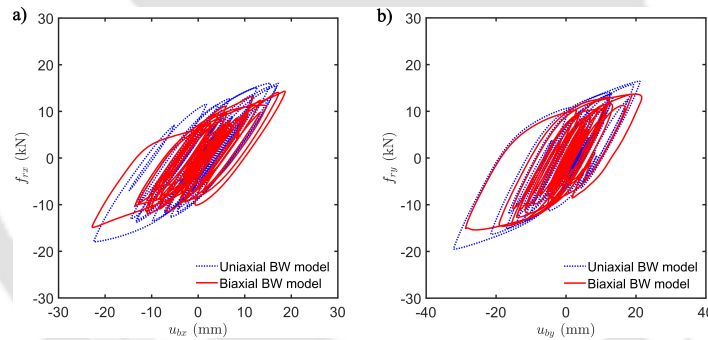 a)
30
20
10
0
-10
-20
-30
f_rx (kN)
-30 -20 -10 0 10 20 30
u_bx (mm)
Uniaxial BW model
Biaxial BW model
b)
30
20
10
0
-10
-20
-30
f_ry (kN)
-40 -20 0 20 40
u_by (mm)
Uniaxial BW model
Biaxial BW model